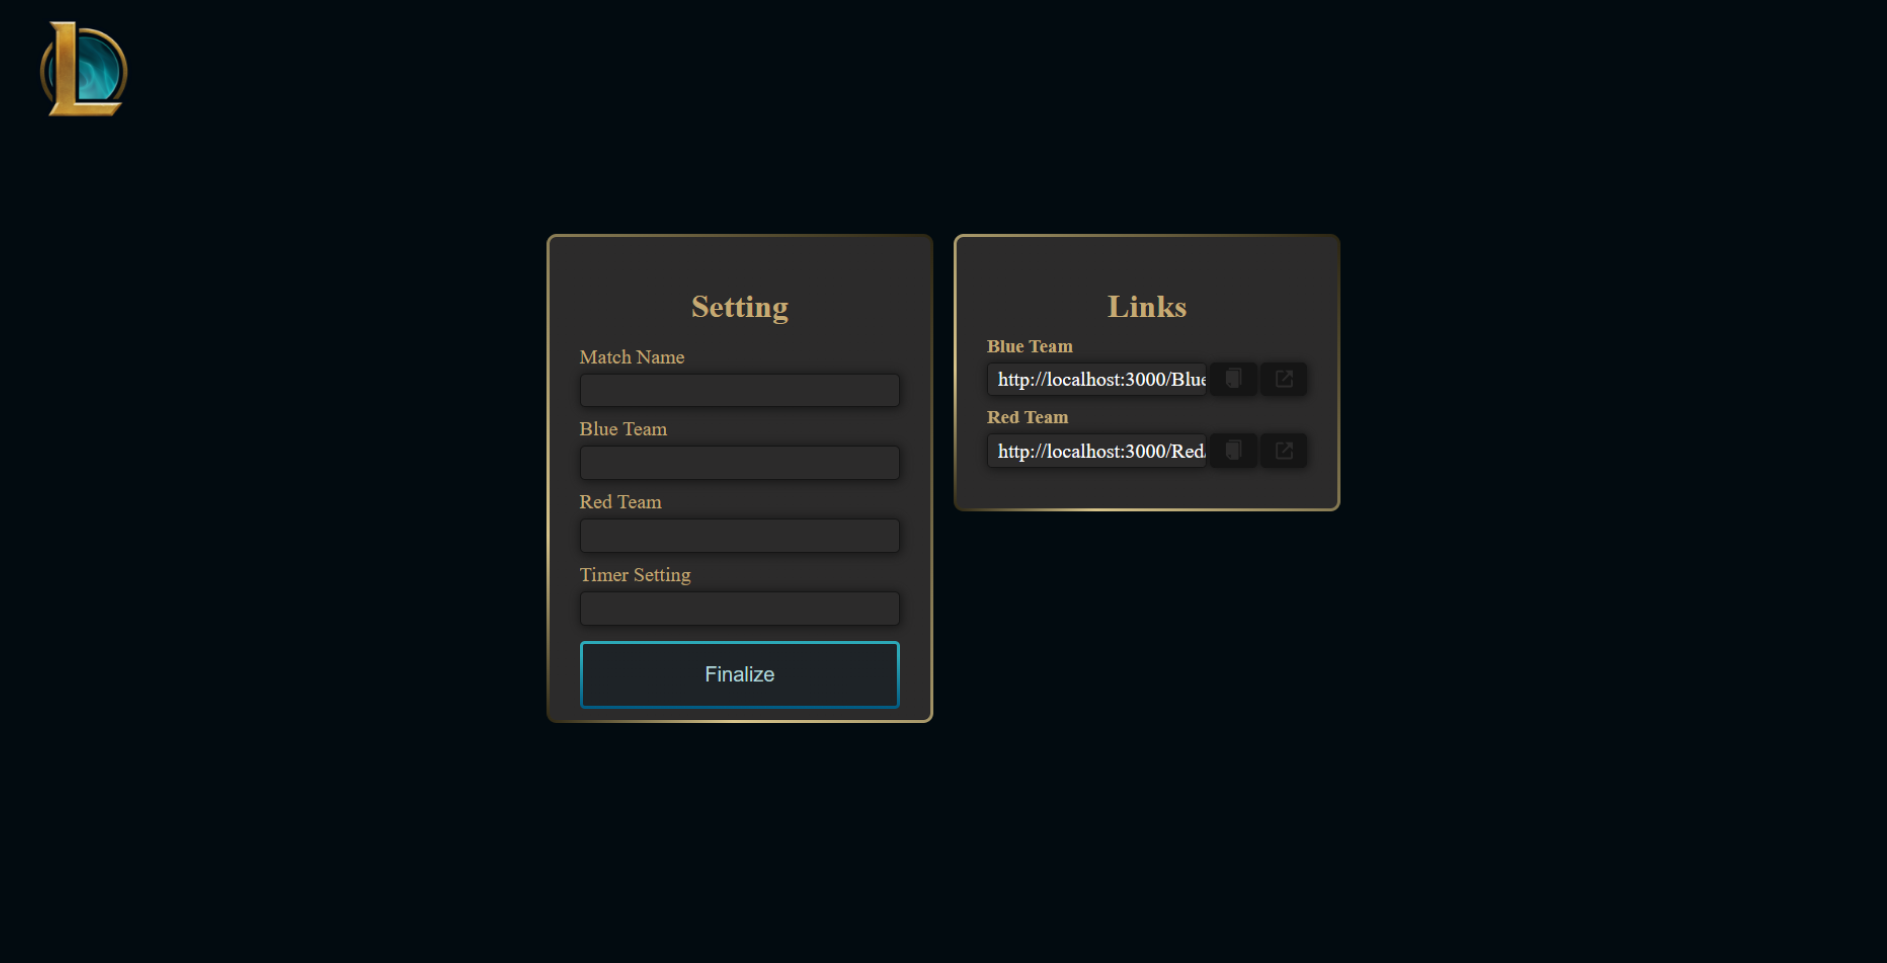 Setting
Match Name
Blue Team
Red Team
Timer Setting
Finalize
Links
Blue Team
http://localhost:3000/Blue
Red Team
http://localhost:3000/Red/